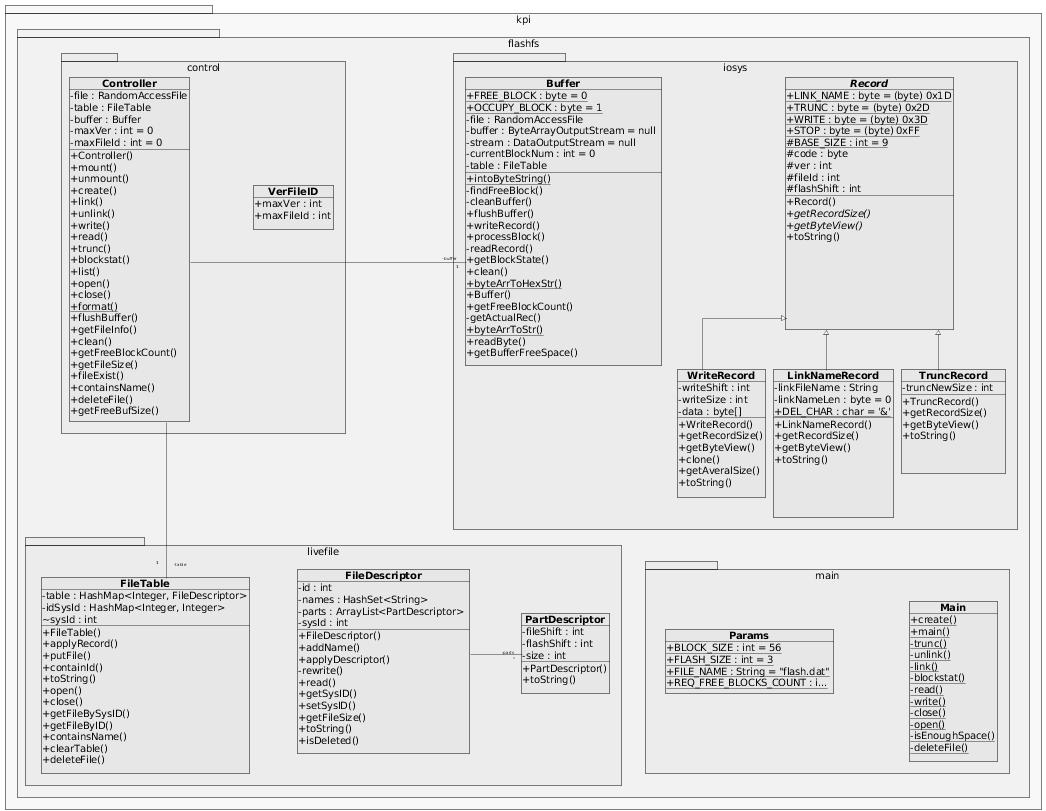 kpi
flashfs
control
Controller
-file : RandomAccessFile
-table : FileTable
-buffer : Buffer
-maxVer : int = 0
-maxFileId : int = 0
+Controller()
+mount()
+unmount()
+create()
+link()
+unlink()
+write()
+read()
+trunc()
+blockstat()
+list()
+open()
+close()
+format()
+flushBuffer()
+getFileInfo()
+clean()
+getFreeBlockCount()
+getFileSize()
+fileExist()
+containsName()
+deleteFile()
+getFreeBufSize()
VerFileID
+maxVer : int
+maxFileId : int
-buffer
1
iosys
Buffer
+FREE_BLOCK : byte = 0
+OCCUPY_BLOCK : byte = 1
-file : RandomAccessFile
-buffer : ByteArrayOutputStream = null
-stream : DataOutputStream = null
-currentBlockNum : int = 0
-table : FileTable
+intoByteString()
-findFreeBlock()
-cleanBuffer()
+flushBuffer()
+writeRecord()
+processBlock()
-readRecord()
+getBlockState()
+clean()
+byteArrToHexStr()
+Buffer()
+getFreeBlockCount()
-getActualRec()
+byteArrToStr()
+readByte()
+getBufferFreeSpace()
Record
+LINK_NAME : byte = (byte) 0x1D
+TRUNC : byte = (byte) 0x2D
+WRITE : byte = (byte) 0x3D
+STOP : byte = (byte) 0xFF
#BASE_SIZE : int = 9
#code : byte
#ver : int
#fileId : int
#flashShift : int
+Record()
+getRecordSize()
+getByteView()
+toString()
WriteRecord
-writeShift : int
-writeSize : int
-data : byte[]
+WriteRecord()
+getRecordSize()
+getByteView()
+clone()
+getAveralSize()
+toString()
LinkNameRecord
-linkFileName : String
-linkNameLen : byte = 0
+DEL_CHAR : char = '&'
+LinkNameRecord()
+getRecordSize()
+getByteView()
+toString()
TruncRecord
-truncNewSize : int
+TruncRecord()
+getRecordSize()
+getByteView()
+toString()
1
-table
livefile
FileTable
-table : HashMap<Integer, FileDescriptor>
-idSysId : HashMap<Integer, Integer>
~sysId : int
+FileTable()
+applyRecord()
+putFile()
+containId()
+toString()
+open()
+close()
+getFileBySysID()
+getFileByID()
+containsName()
+clearTable()
+deleteFile()
FileDescriptor
-id : int
-names : HashSet<String>
-parts : ArrayList<PartDescriptor>
-sysId : int
+FileDescriptor()
+addName()
+applyDescriptor()
-rewrite()
+read()
+getSysID()
+setSysID()
+getFileSize()
+toString()
+isDeleted()
-parts
PartDescriptor
-fileShift : int
-flashShift : int
-size : int
+PartDescriptor()
+toString()
main
Params
+BLOCK_SIZE : int = 56
+FLASH_SIZE : int = 3
+FILE_NAME : String = "flash.dat"
+REQ_FREE_BLOCKS_COUNT : i...
Main
+create()
+main()
-trunc()
-unlink()
-link()
-blockstat()
-read()
-write()
-close()
-open()
-isEnoughSpace()
-deleteFile()